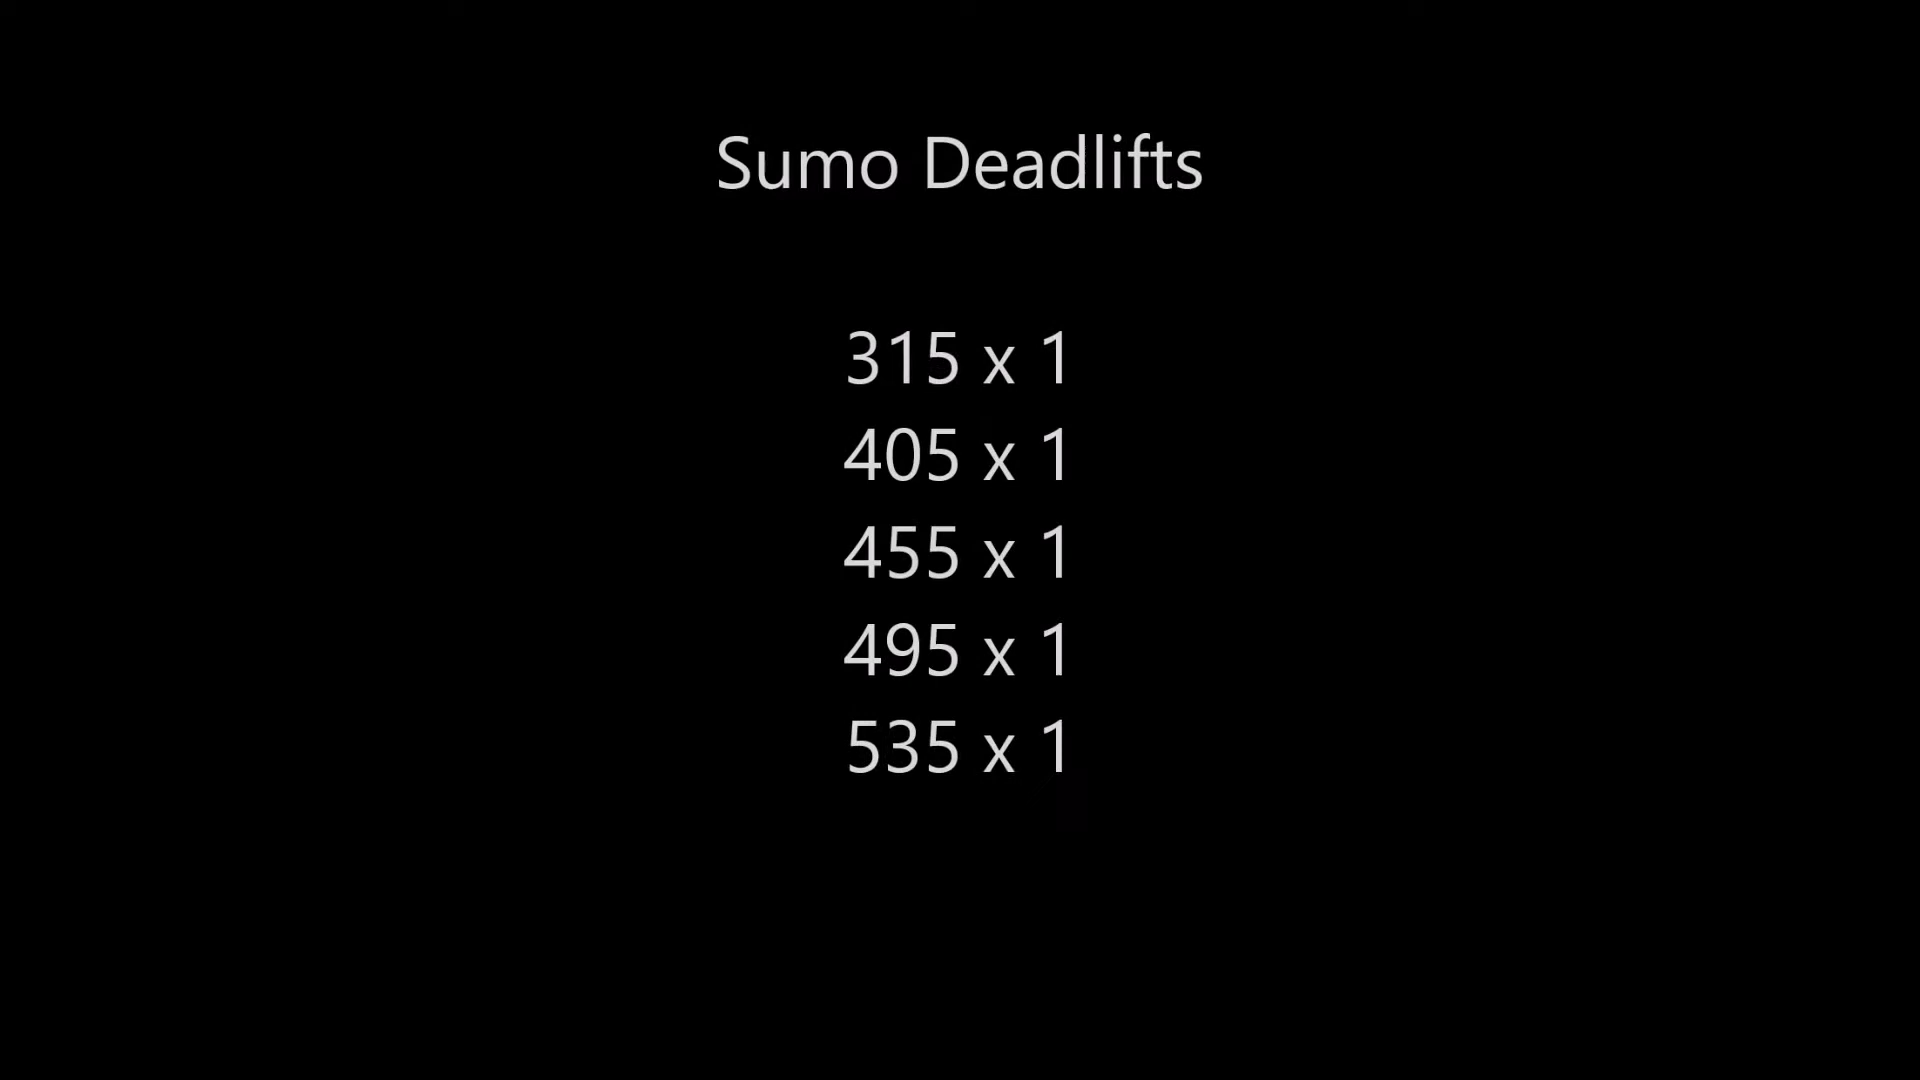 Sumo Deadlifts
315 x 1
405 x 1
455 x 1
495 x 1
535 x 1